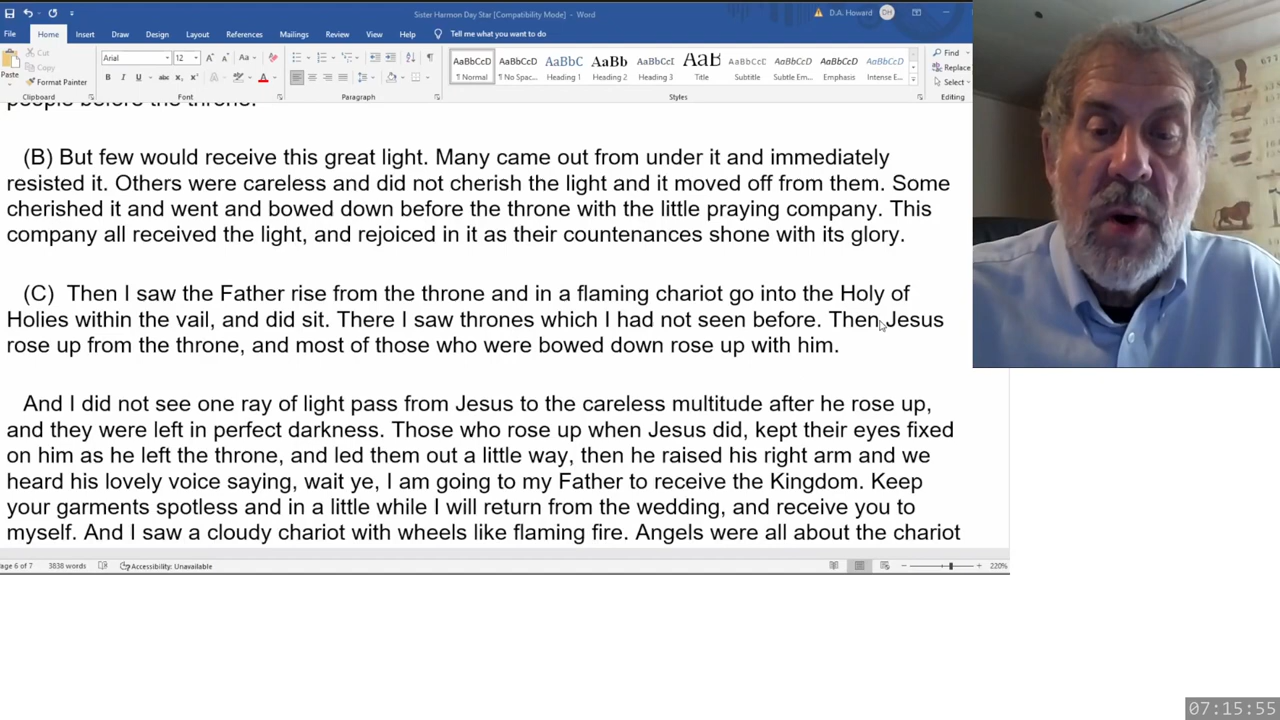 Sister Harmon Day Star [Compatibility Mode] - Word
D.A. Howard DH
File Home Insert Draw Design Layout References Mailings Review View Help Tell me what you want to do
Cut
Copy
Paste
Format Painter
Arial 12
B I U
AaBbCcD AaBbCcD AaBbC AaBb AaBbCcI AaB AaBbCcD AaBbCcD AaBbCcD AaBbCcD
¶ Normal ¶ No Spac... Heading 1 Heading 2 Heading 3 Title Subtitle Subtle Em... Emphasis Intense E...
Find
Replace
Select
Clipboard Font Paragraph Styles Editing
people before the throne.
(B) But few would receive this great light. Many came out from under it and immediately
resisted it. Others were careless and did not cherish the light and it moved off from them. Some
cherished it and went and bowed down before the throne with the little praying company. This
company all received the light, and rejoiced in it as their countenances shone with its glory.
(C) Then I saw the Father rise from the throne and in a flaming chariot go into the Holy of
Holies within the vail, and did sit. There I saw thrones which I had not seen before. Then Jesus
rose up from the throne, and most of those who were bowed down rose up with him.
And I did not see one ray of light pass from Jesus to the careless multitude after he rose up,
and they were left in perfect darkness. Those who rose up when Jesus did, kept their eyes fixed
on him as he left the throne, and led them out a little way, then he raised his right arm and we
heard his lovely voice saying, wait ye, I am going to my Father to receive the Kingdom. Keep
your garments spotless and in a little while I will return from the wedding, and receive you to
myself. And I saw a cloudy chariot with wheels like flaming fire. Angels were all about the chariot
age 6 of 7 3838 words Accessibility: Unavailable 220%
07:15:55